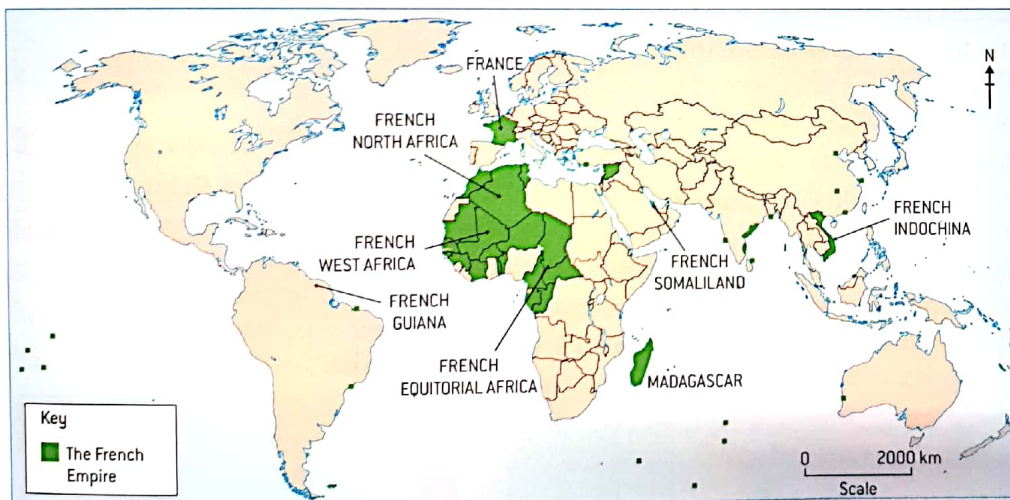 FRANCE
N
FRENCH
NORTH AFRICA
FRENCH
INDOCHINA
FRENCH
WEST AFRICA
FRENCH
SOMALILAND
FRENCH
GUIANA
FRENCH
EQUITORIAL AFRICA
MADAGASCAR
Key
The French
Empire
0 2000 km
Scale